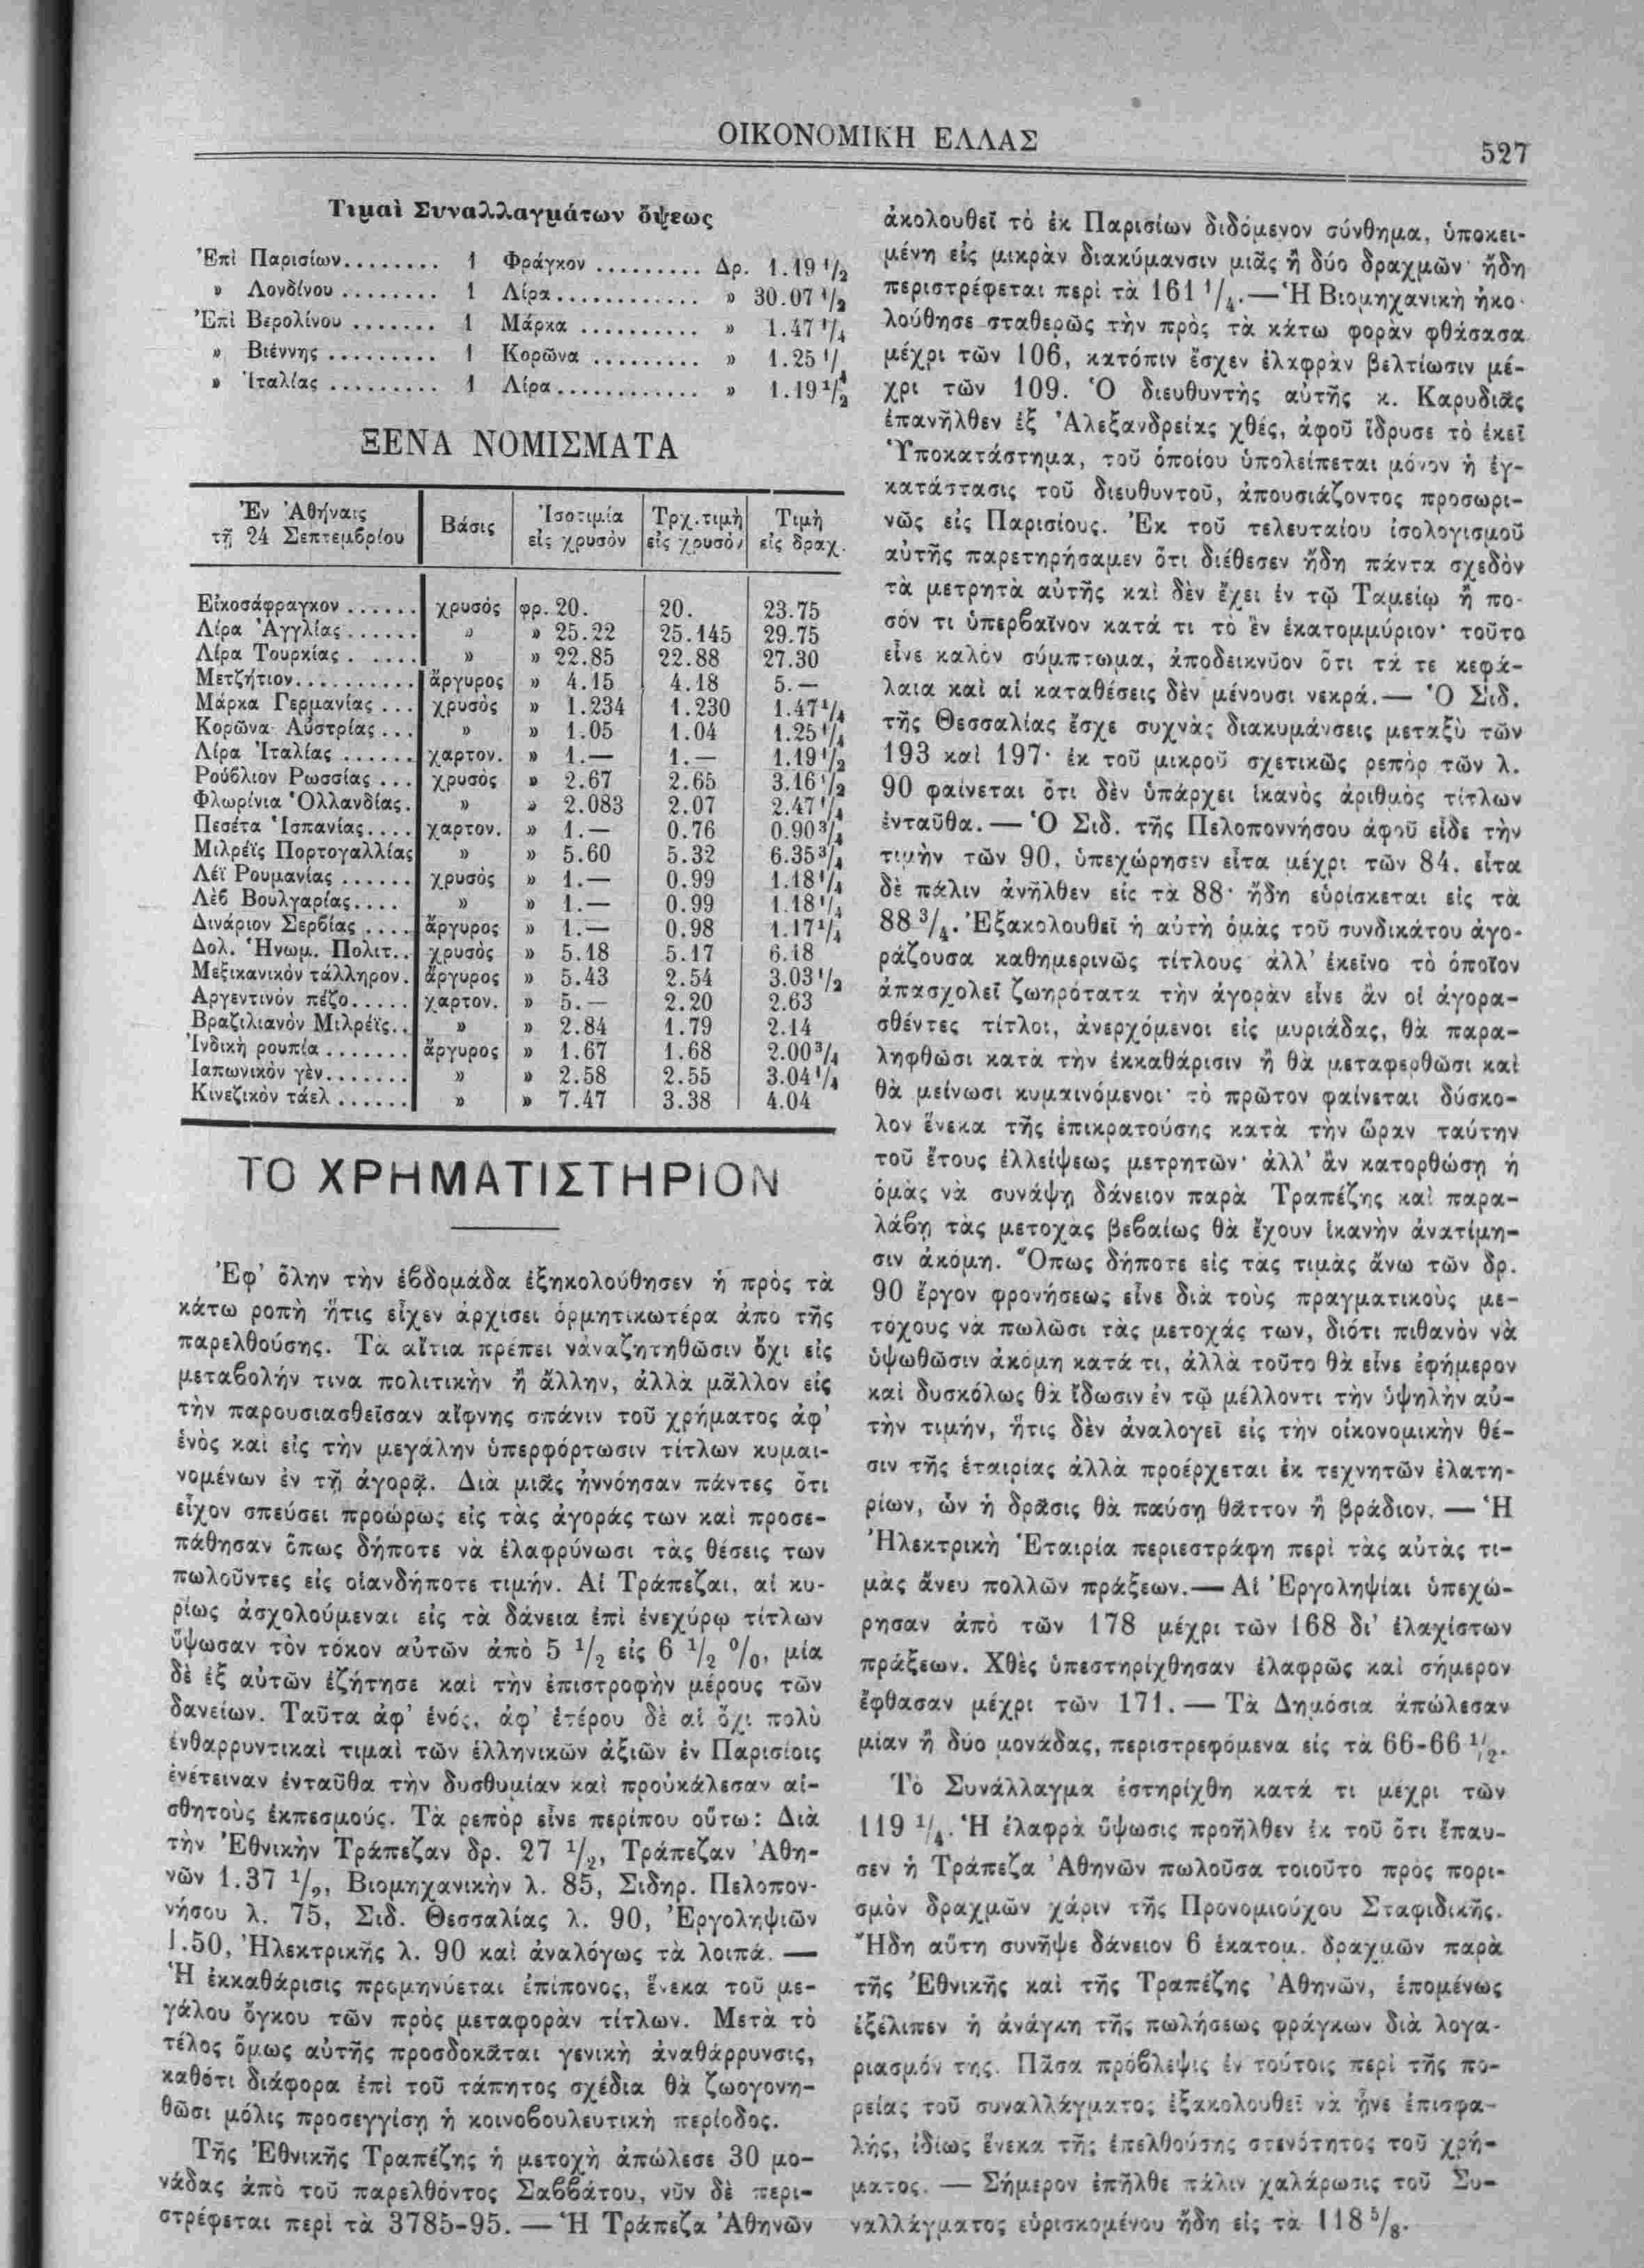 ΟΙΚΟΝΟΜΙΚΗ ΕΛΛΑΣ
527
Τιμαὶ Συναλλαγμάτων ὄψεως
Ἐπὶ Παρισίων......... 1 Φράγκον .......... Δρ. 1.19 1/2
» Λονδίνου ......... 1 Λίρα............. » 30.07 1/2
Ἐπὶ Βερολίνου ....... 1 Μάρκα ........... » 1.47 1/4
» Βιέννης .......... 1 Κορῶνα .......... » 1.25 1/4
» Ἰταλίας .......... 1 Λίρα............. » 1.19 1/2
ΞΕΝΑ ΝΟΜΙΣΜΑΤΑ
Ἐν Ἀθήναις τῇ 24 Σεπτεμβρίου | Βάσις | Ἰσοτιμία εἰς χρυσὸν | Τρχ. τιμὴ εἰς χρυσὸν | Τιμὴ εἰς δραχ.
Εἰκοσάφραγκον ...... χρυσός φρ. 20. 20. 23.75
Λίρα Ἀγγλίας...... » » 25.22 25.145 29.75
Λίρα Τουρκίας . .... » » 22.85 22.88 27.30
Μετζήτιον.......... ἄργυρος » 4.15 4.18 5.—
Μάρκα Γερμανίας ... χρυσὸς » 1.234 1.230 1.47 1/4
Κορῶνα Αὐστρίας... » » 1.05 1.04 1.25 1/4
Λίρα Ἰταλίας ...... χαρτον. » 1.— 1.— 1.19 1/2
Ρούβλιον Ρωσσίας ... χρυσὸς » 2.67 2.65 3.16 1/2
Φλωρίνια Ὁλλανδίας. » » 2.083 2.07 2.47 1/4
Πεσέτα Ἱσπανίας.... χαρτον. » 1.— 0.76 0.90 3/4
Μιλρέϊς Πορτογαλλίας » » 5.60 5.32 6.35 3/4
Λέϊ Ρουμανίας ...... χρυσὸς » 1.— 0.99 1.18 1/4
Λὲβ Βουλγαρίας.... » » 1.— 0.99 1.18 1/4
Δινάριον Σερβίας .... ἄργυρος » 1.— 0.98 1.17 1/4
Δολ. Ἡνωμ. Πολιτ.. χρυσὸς » 5.18 5.17 6.18
Μεξικανικὸν τάλληρον. ἄργυρος » 5.43 2.54 3.03 1/2
Αργεντινὸν πέζο..... χαρτον. » 5.— 2.20 2.63
Βραζιλιανὸν Μιλρέϊς.. » » 2.84 1.79 2.14
Ἰνδικὴ ρουπία ....... ἄργυρος » 1.67 1.68 2.00 3/4
Ιαπωνικὸν γὲν....... » » 2.58 2.55 3.04 1/4
Κινεζικὸν τάελ ...... » » 7.47 3.38 4.04
ΤΟ ΧΡΗΜΑΤΙΣΤΗΡΙΟΝ
Ἐφ' ὅλην τὴν ἑβδομάδα ἐξηκολούθησεν ἡ πρὸς τὰ
κάτω ροπὴ ἥτις εἶχεν ἀρχίσει ὁρμητικωτέρα ἀπὸ τῆς
παρελθούσης. Τὰ αἴτια πρέπει νἀναζητηθῶσιν ὄχι εἰς
μεταβολήν τινα πολιτικὴν ἢ ἄλλην, ἀλλὰ μᾶλλον εἰς
τὴν παρουσιασθεῖσαν αἴφνης σπάνιν τοῦ χρήματος ἀφ'
ἑνὸς καὶ εἰς τὴν μεγάλην ὑπερφόρτωσιν τίτλων κυμαι-
νομένων ἐν τῇ ἀγορᾷ. Διὰ μιᾶς ἠννόησαν πάντες ὅτι
εἶχον σπεύσει προώρως εἰς τὰς ἀγοράς των καὶ προσε-
πάθησαν ὅπως δήποτε νὰ ἐλαφρύνωσι τὰς θέσεις των
πωλοῦντες εἰς οἱανδήποτε τιμήν. Αἱ Τράπεζαι, αἱ κυ-
ρίως ἀσχολούμεναι εἰς τὰ δάνεια ἐπὶ ἐνεχύρῳ τίτλων
ὕψωσαν τὸν τόκον αὐτῶν ἀπὸ 5 1/2 εἰς 6 1/2 0/0, μία
δὲ ἐξ αὐτῶν ἐζήτησε καὶ τὴν ἐπιστροφὴν μέρους τῶν
δανείων. Ταῦτα ἀφ' ἑνός, ἀφ' ἑτέρου δὲ αἱ ὄχι πολὺ
ἐνθαρρυντικαὶ τιμαὶ τῶν ἑλληνικῶν ἀξιῶν ἐν Παρισίοις
ἐνέτειναν ἐνταῦθα τὴν δυσθυμίαν καὶ προὐκάλεσαν αἰ-
σθητοὺς ἐκπεσμούς. Τὰ ρεπὸρ εἶνε περίπου οὕτω: Διὰ
τὴν Ἐθνικὴν Τράπεζαν δρ. 27 1/2, Τράπεζαν Ἀθη-
νῶν 1.37 1/2, Βιομηχανικὴν λ. 85, Σιδηρ. Πελοπον-
νήσου λ. 75, Σιδ. Θεσσαλίας λ. 90, Ἐργοληψιῶν
1.50, Ἠλεκτρικῆς λ. 90 καὶ ἀναλόγως τὰ λοιπά. —
Ἡ ἐκκαθάρισις προμηνύεται ἐπίπονος, ἕνεκα τοῦ με-
γάλου ὄγκου τῶν πρὸς μεταφορὰν τίτλων. Μετὰ τὸ
τέλος ὅμως αὐτῆς προσδοκᾶται γενικὴ ἀναθάρρυνσις,
καθότι διάφορα ἐπὶ τοῦ τάπητος σχέδια θὰ ζωογονη-
θῶσι μόλις προσεγγίσῃ ἡ κοινοβουλευτικὴ περίοδος.
Τῆς Ἐθνικῆς Τραπέζης ἡ μετοχὴ ἀπώλεσε 30 μο-
νάδας ἀπὸ τοῦ παρελθόντος Σαββάτου, νῦν δὲ περι-
στρέφεται περὶ τὰ 3785-95. — Ἡ Τράπεζα Ἀθηνῶν
ἀκολουθεῖ τὸ ἐκ Παρισίων διδόμενον σύνθημα, ὑποκει-
μένη εἰς μικρὰν διακύμανσιν μιᾶς ἢ δύο δραχμῶν· ἤδη
περιστρέφεται περὶ τὰ 161 1/4. — Ἡ Βιομηχανικὴ ἠκο-
λούθησε σταθερῶς τὴν πρὸς τὰ κάτω φορὰν φθάσασα
μέχρι τῶν 106, κατόπιν ἔσχεν ἐλαφρὰν βελτίωσιν μέ-
χρι τῶν 109. Ὁ διευθυντὴς αὐτῆς κ. Καρυδιᾶς
ἐπανῆλθεν ἐξ Ἀλεξανδρείας χθές, ἀφοῦ ἵδρυσε τὸ ἐκεῖ
Ὑποκατάστημα, τοῦ ὁποίου ὑπολείπεται μόνον ἡ ἐγ-
κατάστασις τοῦ διευθυντοῦ, ἀπουσιάζοντος προσωρι-
νῶς εἰς Παρισίους. Ἐκ τοῦ τελευταίου ἰσολογισμοῦ
αὐτῆς παρετηρήσαμεν ὅτι διέθεσεν ἤδη πάντα σχεδὸν
τὰ μετρητὰ αὐτῆς καὶ δὲν ἔχει ἐν τῷ Ταμείῳ ἢ πο-
σόν τι ὑπερβαῖνον κατά τι τὸ ἓν ἑκατομμύριον· τοῦτο
εἶνε καλὸν σύμπτωμα, ἀποδεικνῦον ὅτι τά τε κεφά-
λαια καὶ αἱ καταθέσεις δὲν μένουσι νεκρά.— Ὁ Σιδ.
τῆς Θεσσαλίας ἔσχε συχνὰς διακυμάνσεις μεταξὺ τῶν
193 καὶ 197· ἐκ τοῦ μικροῦ σχετικῶς ρεπὸρ τῶν λ.
90 φαίνεται ὅτι δὲν ὑπάρχει ἱκανὸς ἀριθμὸς τίτλων
ἐνταῦθα. — Ὁ Σιδ. τῆς Πελοποννήσου ἀφοῦ εἶδε τὴν
τιμὴν τῶν 90, ὑπεχώρησεν εἶτα μέχρι τῶν 84. εἶτα
δὲ πάλιν ἀνῆλθεν εἰς τὰ 88· ἤδη εὑρίσκεται εἰς τὰ
88 3/4. Ἐξακολουθεῖ ἡ αὐτὴ ὁμὰς τοῦ συνδικάτου ἀγο-
ράζουσα καθημερινῶς τίτλους ἀλλ' ἐκεῖνο τὸ ὁποῖον
ἀπασχολεῖ ζωηρότατα τὴν ἀγορὰν εἶνε ἂν οἱ ἀγορα-
σθέντες τίτλοι, ἀνερχόμενοι εἰς μυριάδας, θὰ παρα-
ληφθῶσι κατὰ τὴν ἐκκαθάρισιν ἢ θὰ μεταφερθῶσι καὶ
θὰ μείνωσι κυμαινόμενοι· τὸ πρῶτον φαίνεται δύσκο-
λον ἕνεκα τῆς ἐπικρατούσης κατὰ τὴν ὥραν ταύτην
τοῦ ἔτους ἐλλείψεως μετρητῶν· ἀλλ' ἂν κατορθώσῃ ἡ
ὁμὰς νὰ συνάψῃ δάνειον παρὰ Τραπέζης καὶ παρα-
λάβῃ τὰς μετοχὰς βεβαίως θὰ ἔχουν ἱκανὴν ἀνατίμη-
σιν ἀκόμη. Ὅπως δήποτε εἰς τὰς τιμὰς ἄνω τῶν δρ.
90 ἔργον φρονήσεως εἶνε διὰ τοὺς πραγματικοὺς με-
τόχους νὰ πωλῶσι τὰς μετοχάς των, διότι πιθανὸν νὰ
ὑψωθῶσιν ἀκόμη κατά τι, ἀλλὰ τοῦτο θὰ εἶνε ἐφήμερον
καὶ δυσκόλως θὰ ἴδωσιν ἐν τῷ μέλλοντι τὴν ὑψηλὴν αὐ-
τὴν τιμήν, ἥτις δὲν ἀναλογεῖ εἰς τὴν οἰκονομικὴν θέ-
σιν τῆς ἑταιρίας ἀλλὰ προέρχεται ἐκ τεχνητῶν ἐλατη-
ρίων, ὧν ἡ δρᾶσις θὰ παύσῃ θᾶττον ἢ βράδιον. — Ἡ
Ἠλεκτρικὴ Ἑταιρία περιεστράφη περὶ τὰς αὐτὰς τι-
μὰς ἄνευ πολλῶν πράξεων.— Αἱ Ἐργοληψίαι ὑπεχώ-
ρησαν ἀπὸ τῶν 178 μέχρι τῶν 168 δι' ἐλαχίστων
πράξεων. Χθὲς ὑπεστηρίχθησαν ἐλαφρῶς καὶ σήμερον
ἔφθασαν μέχρι τῶν 171. — Τὰ Δημόσια ἀπώλεσαν
μίαν ἢ δύο μονάδας, περιστρεφόμενα εἰς τὰ 66-66 1/2.
Τὸ Συνάλλαγμα ἐστηρίχθη κατά τι μέχρι τῶν
119 1/4. Ἡ ἐλαφρὰ ὕψωσις προῆλθεν ἐκ τοῦ ὅτι ἔπαυ-
σεν ἡ Τράπεζα Ἀθηνῶν πωλοῦσα τοιοῦτο πρὸς πορι-
σμὸν δραχμῶν χάριν τῆς Προνομιούχου Σταφιδικῆς.
Ἤδη αὕτη συνῆψε δάνειον 6 ἑκατομ. δραχμῶν παρὰ
τῆς Ἐθνικῆς καὶ τῆς Τραπέζης Ἀθηνῶν, ἑπομένως
ἐξέλιπεν ἡ ἀνάγκη τῆς πωλήσεως φράγκων διὰ λογα-
ριασμόν της. Πᾶσα πρόβλεψις ἐν τούτοις περὶ τῆς πο-
ρείας τοῦ συναλλάγματος ἐξακολουθεῖ νὰ ἦνε ἐπισφα-
λής, ἰδίως ἕνεκα τῆς ἐπελθούσης στενότητος τοῦ χρή-
ματος. — Σήμερον ἐπῆλθε πάλιν χαλάρωσις τοῦ Συ-
ναλλάγματος εὑρισκομένου ἤδη εἰς τὰ 118 5/8.